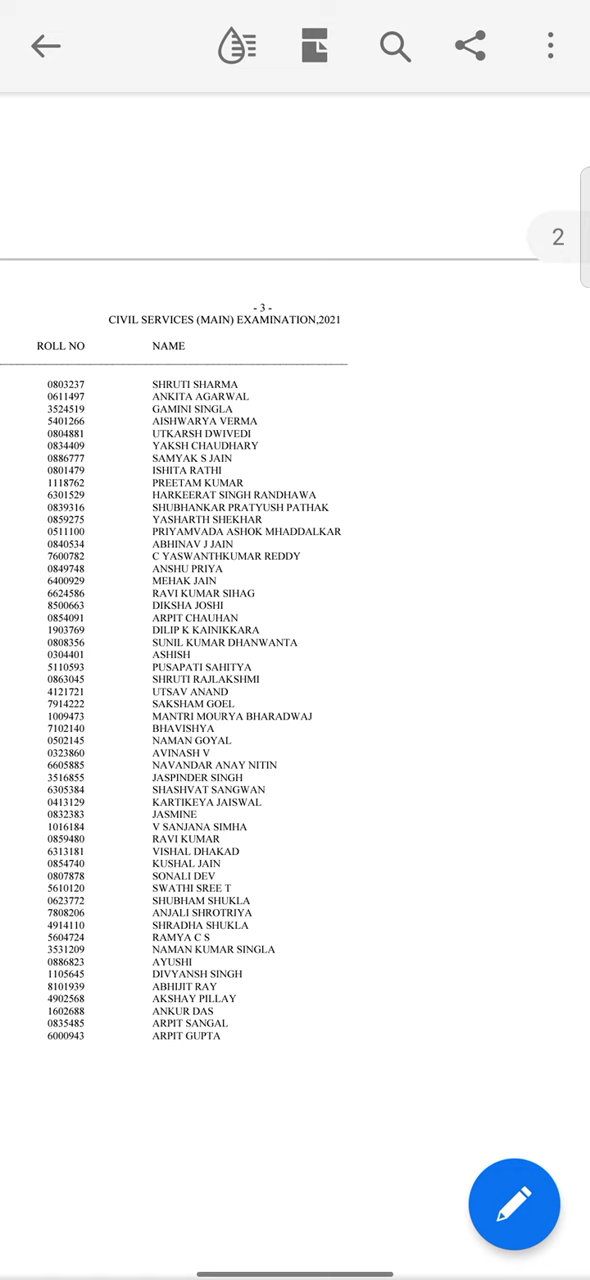 2
- 3 -
CIVIL SERVICES (MAIN) EXAMINATION,2021
ROLL NO NAME
0803237 SHRUTI SHARMA
0611497 ANKITA AGARWAL
3524519 GAMINI SINGLA
5401266 AISHWARYA VERMA
0804881 UTKARSH DWIVEDI
0834409 YAKSH CHAUDHARY
0886777 SAMYAK S JAIN
0801479 ISHITA RATHI
1118762 PREETAM KUMAR
6301529 HARKEERAT SINGH RANDHAWA
0839316 SHUBHANKAR PRATYUSH PATHAK
0859275 YASHARTH SHEKHAR
0511100 PRIYAMVADA ASHOK MHADDALKAR
0840534 ABHINAV J JAIN
7600782 C YASWANTHKUMAR REDDY
0849748 ANSHU PRIYA
6400929 MEHAK JAIN
6624586 RAVI KUMAR SIHAG
8500663 DIKSHA JOSHI
0854091 ARPIT CHAUHAN
1903769 DILIP K KAINIKKARA
0808356 SUNIL KUMAR DHANWANTA
0304401 ASHISH
5110593 PUSAPATI SAHITYA
0863045 SHRUTI RAJLAKSHMI
4121721 UTSAV ANAND
7914222 SAKSHAM GOEL
1009473 MANTRI MOURYA BHARADWAJ
7102140 BHAVISHYA
0502145 NAMAN GOYAL
0323860 AVINASH V
6605885 NAVANDAR ANAY NITIN
3516855 JASPINDER SINGH
6305384 SHASHVAT SANGWAN
0413129 KARTIKEYA JAISWAL
0832383 JASMINE
1016184 V SANJANA SIMHA
0859480 RAVI KUMAR
6313181 VISHAL DHAKAD
0854740 KUSHAL JAIN
0807878 SONALI DEV
5610120 SWATHI SREE T
0623772 SHUBHAM SHUKLA
7808206 ANJALI SHROTRIYA
4914110 SHRADHA SHUKLA
5604724 RAMYA C S
3531209 NAMAN KUMAR SINGLA
0886823 AYUSHI
1105645 DIVYANSH SINGH
8101939 ABHIJIT RAY
4902568 AKSHAY PILLAY
1602688 ANKUR DAS
0835485 ARPIT SANGAL
6000943 ARPIT GUPTA